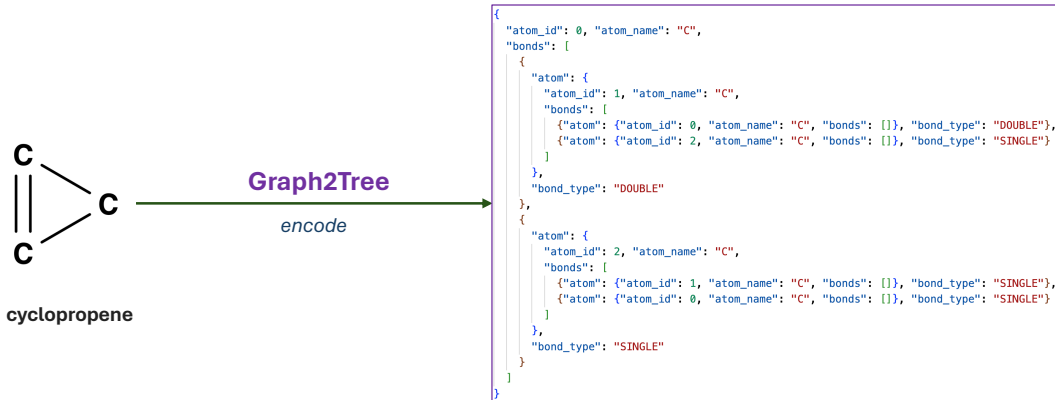 C
C
C
cyclopropene
Graph2Tree
encode
{
  "atom_id": 0, "atom_name": "C",
  "bonds": [
    {
      "atom": {
        "atom_id": 1, "atom_name": "C",
        "bonds": [
          {"atom": {"atom_id": 0, "atom_name": "C", "bonds": []}, "bond_type": "DOUBLE"},
          {"atom": {"atom_id": 2, "atom_name": "C", "bonds": []}, "bond_type": "SINGLE"}
        ]
      },
      "bond_type": "DOUBLE"
    },
    {
      "atom": {
        "atom_id": 2, "atom_name": "C",
        "bonds": [
          {"atom": {"atom_id": 1, "atom_name": "C", "bonds": []}, "bond_type": "SINGLE"},
          {"atom": {"atom_id": 0, "atom_name": "C", "bonds": []}, "bond_type": "SINGLE"}
        ]
      },
      "bond_type": "SINGLE"
    }
  ]
}